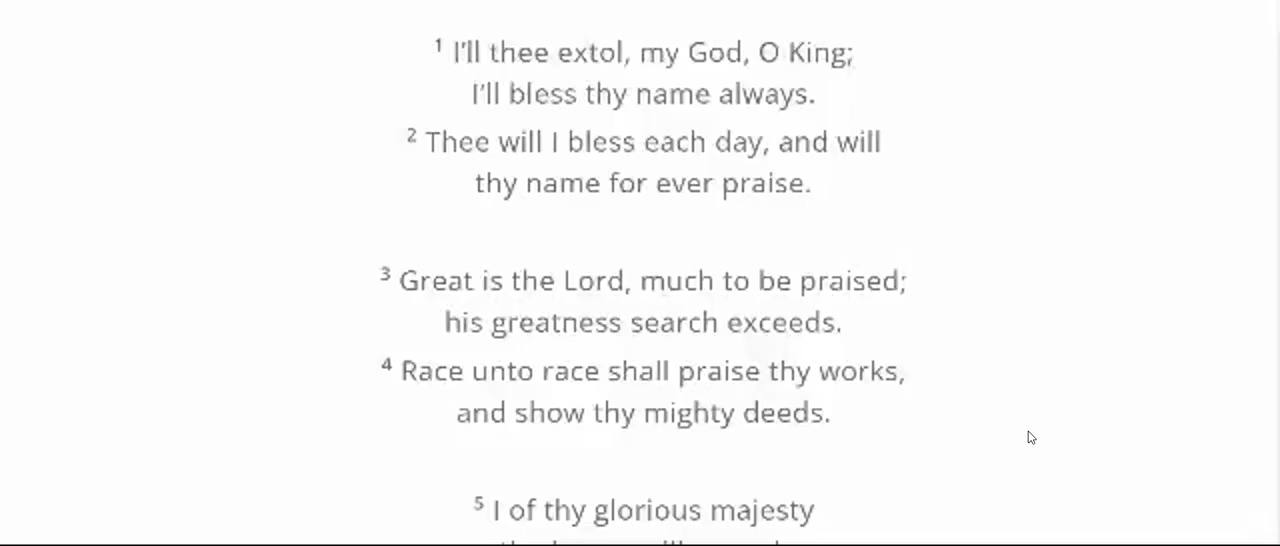 1 I'll thee extol, my God, O King;
I'll bless thy name always.
2 Thee will I bless each day, and will
thy name for ever praise.
3 Great is the Lord, much to be praised;
his greatness search exceeds.
4 Race unto race shall praise thy works,
and show thy mighty deeds.
5 I of thy glorious majesty